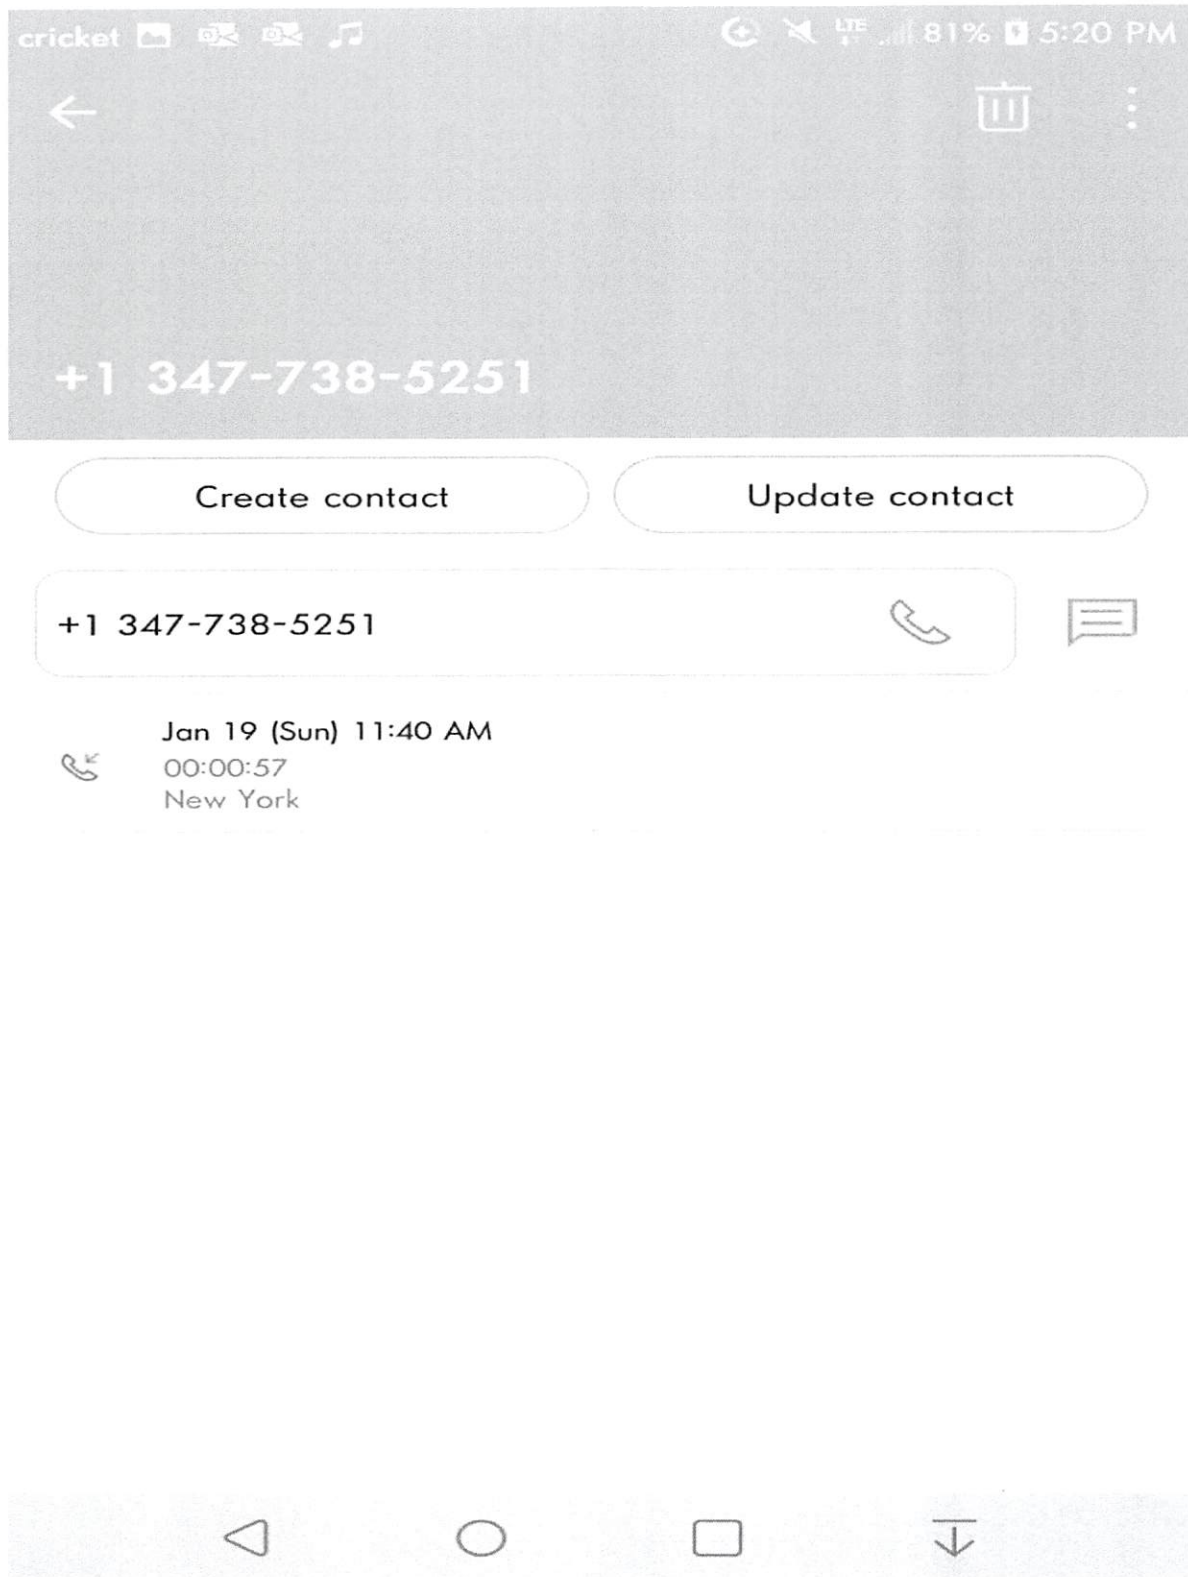 cricket LTE 81% 5:20 PM
+1 347-738-5251
Create contact Update contact
+1 347-738-5251
Jan 19 (Sun) 11:40 AM
00:00:57
New York